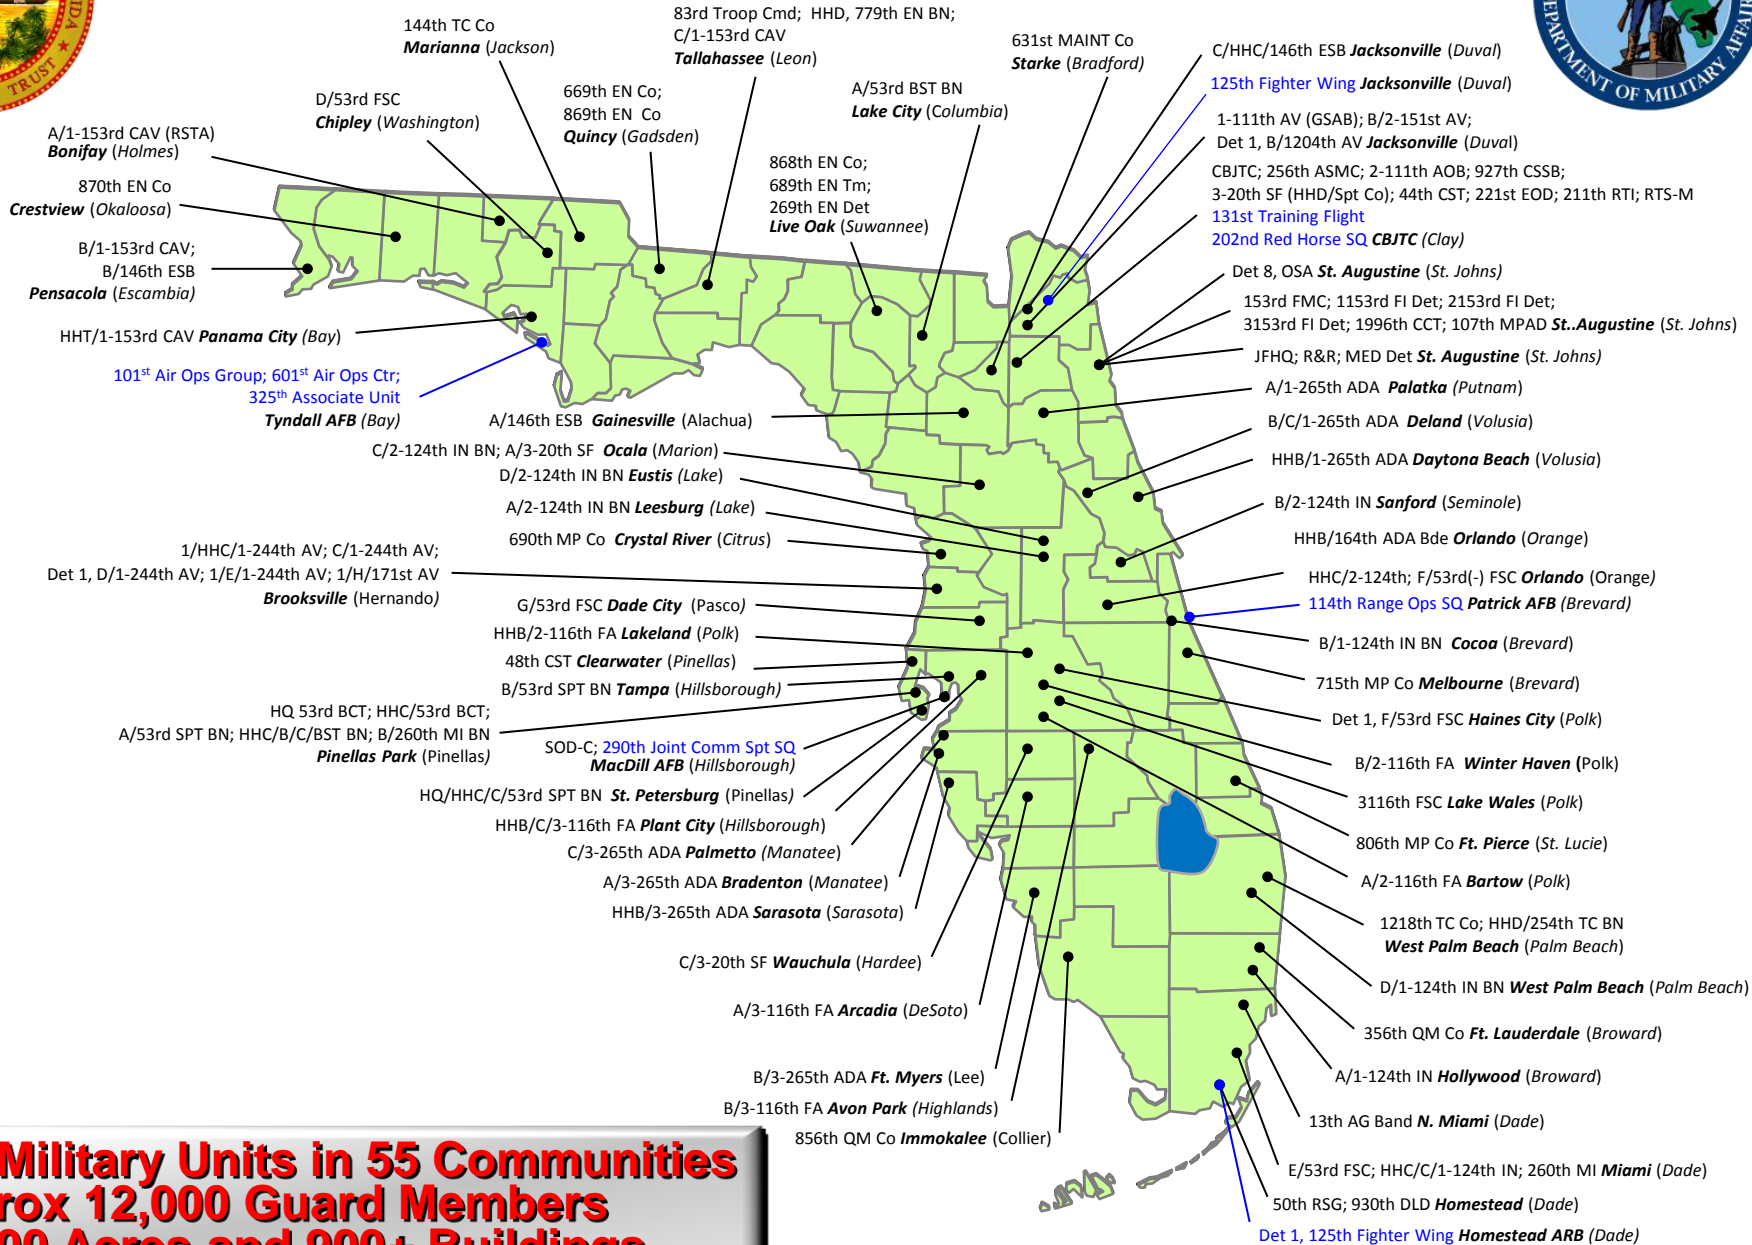 TRUST ★
IDA
DEPARTMENT OF MILITARY AFFAIRS
144th TC Co
Marianna (Jackson)
83rd Troop Cmd; HHD, 779th EN BN;
C/1-153rd CAV
Tallahassee (Leon)
631st MAINT Co
Starke (Bradford)
C/HHC/146th ESB Jacksonville (Duval)
125th Fighter Wing Jacksonville (Duval)
D/53rd FSC
Chipley (Washington)
669th EN Co;
869th EN Co
Quincy (Gadsden)
A/53rd BST BN
Lake City (Columbia)
1-111th AV (GSAB); B/2-151st AV;
Det 1, B/1204th AV Jacksonville (Duval)
A/1-153rd CAV (RSTA)
Bonifay (Holmes)
868th EN Co;
689th EN Tm;
269th EN Det
Live Oak (Suwannee)
CBJTC; 256th ASMC; 2-111th AOB; 927th CSSB;
3-20th SF (HHD/Spt Co); 44th CST; 221st EOD; 211th RTI; RTS-M
131st Training Flight
202nd Red Horse SQ CBJTC (Clay)
870th EN Co
Crestview (Okaloosa)
B/1-153rd CAV;
B/146th ESB
Pensacola (Escambia)
Det 8, OSA St. Augustine (St. Johns)
153rd FMC; 1153rd FI Det; 2153rd FI Det;
3153rd FI Det; 1996th CCT; 107th MPAD St..Augustine (St. Johns)
HHT/1-153rd CAV Panama City (Bay)
JFHQ; R&R; MED Det St. Augustine (St. Johns)
101st Air Ops Group; 601st Air Ops Ctr;
325th Associate Unit
Tyndall AFB (Bay)
A/1-265th ADA Palatka (Putnam)
A/146th ESB Gainesville (Alachua)
B/C/1-265th ADA Deland (Volusia)
C/2-124th IN BN; A/3-20th SF Ocala (Marion)
HHB/1-265th ADA Daytona Beach (Volusia)
D/2-124th IN BN Eustis (Lake)
B/2-124th IN Sanford (Seminole)
A/2-124th IN BN Leesburg (Lake)
690th MP Co Crystal River (Citrus)
HHB/164th ADA Bde Orlando (Orange)
1/HHC/1-244th AV; C/1-244th AV;
Det 1, D/1-244th AV; 1/E/1-244th AV; 1/H/171st AV
Brooksville (Hernando)
HHC/2-124th; F/53rd(-) FSC Orlando (Orange)
114th Range Ops SQ Patrick AFB (Brevard)
G/53rd FSC Dade City (Pasco)
HHB/2-116th FA Lakeland (Polk)
B/1-124th IN BN Cocoa (Brevard)
48th CST Clearwater (Pinellas)
715th MP Co Melbourne (Brevard)
B/53rd SPT BN Tampa (Hillsborough)
HQ 53rd BCT; HHC/53rd BCT;
A/53rd SPT BN; HHC/B/C/BST BN; B/260th MI BN
Pinellas Park (Pinellas)
Det 1, F/53rd FSC Haines City (Polk)
SOD-C; 290th Joint Comm Spt SQ
MacDill AFB (Hillsborough)
B/2-116th FA Winter Haven (Polk)
HQ/HHC/C/53rd SPT BN St. Petersburg (Pinellas)
3116th FSC Lake Wales (Polk)
HHB/C/3-116th FA Plant City (Hillsborough)
806th MP Co Ft. Pierce (St. Lucie)
C/3-265th ADA Palmetto (Manatee)
A/2-116th FA Bartow (Polk)
A/3-265th ADA Bradenton (Manatee)
HHB/3-265th ADA Sarasota (Sarasota)
1218th TC Co; HHD/254th TC BN
West Palm Beach (Palm Beach)
C/3-20th SF Wauchula (Hardee)
D/1-124th IN BN West Palm Beach (Palm Beach)
A/3-116th FA Arcadia (DeSoto)
356th QM Co Ft. Lauderdale (Broward)
B/3-265th ADA Ft. Myers (Lee)
A/1-124th IN Hollywood (Broward)
B/3-116th FA Avon Park (Highlands)
13th AG Band N. Miami (Dade)
856th QM Co Immokalee (Collier)
E/53rd FSC; HHC/C/1-124th IN; 260th MI Miami (Dade)
50th RSG; 930th DLD Homestead (Dade)
Det 1, 125th Fighter Wing Homestead ARB (Dade)
Military Units in 55 Communities
rox 12,000 Guard Members
00 Acres and 900+ Buildings